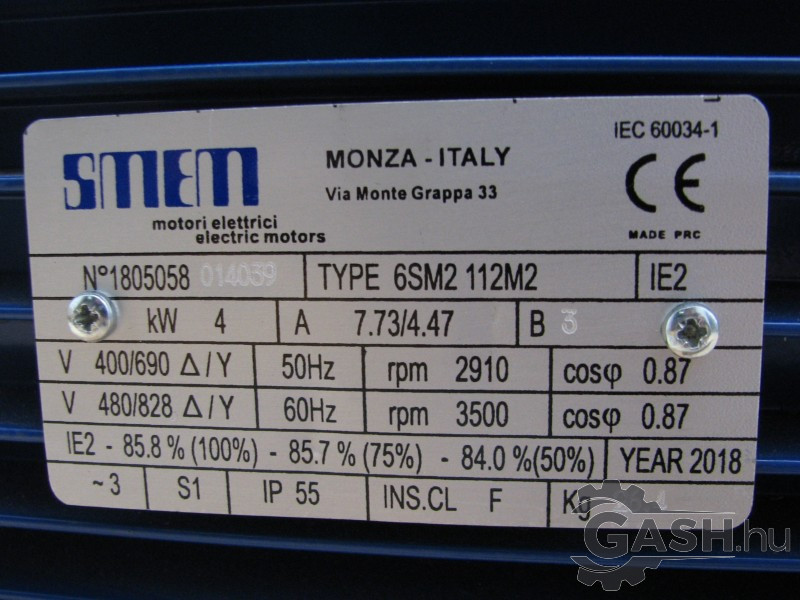 IEC 60034-1
SMEM
MONZA - ITALY
Via Monte Grappa 33
CE
motori elettrici
electric motors
MADE PRC
N°1805058 014039 TYPE 6SM2 112M2 IE2
kW 4 A 7.73/4.47 B 3
V 400/690 Δ/Y 50Hz rpm 2910 cosφ 0.87
V 480/828 Δ/Y 60Hz rpm 3500 cosφ 0.87
IE2 - 85.8 % (100%) - 85.7 % (75%) - 84.0 % (50%) YEAR 2018
~3 S1 IP 55 INS.CL F Kg
GASH.hu